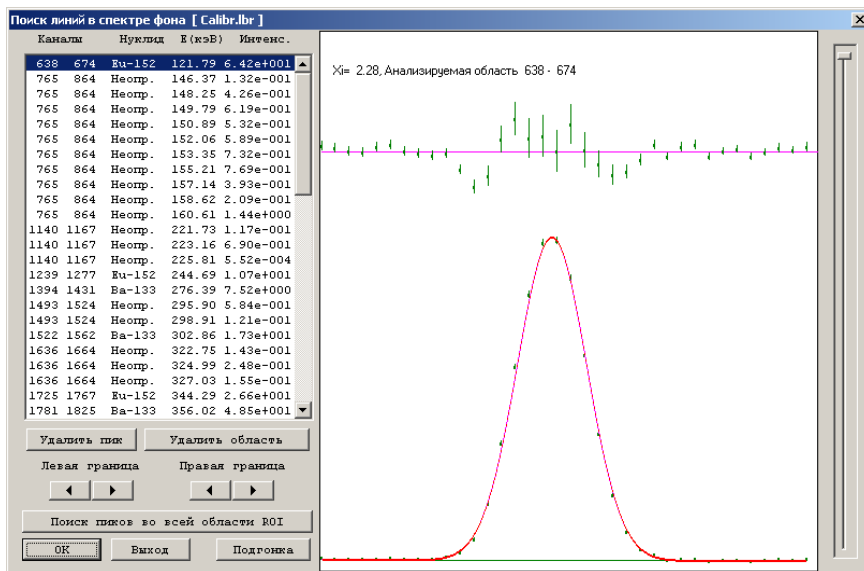 Поиск линий в спектре фона [ Calibr.lbr ]
Каналы Нуклид E(кэВ) Интенс.
638 674 Eu-152 121.79 6.42e+001
765 864 Неопр. 146.37 1.32e-001
765 864 Неопр. 148.25 4.26e-001
765 864 Неопр. 149.79 6.19e-001
765 864 Неопр. 150.89 5.32e-001
765 864 Неопр. 152.06 5.89e-001
765 864 Неопр. 153.35 7.32e-001
765 864 Неопр. 155.21 7.69e-001
765 864 Неопр. 157.14 3.93e-001
765 864 Неопр. 158.62 2.09e-001
765 864 Неопр. 160.61 1.44e+000
1140 1167 Неопр. 221.73 1.17e-001
1140 1167 Неопр. 223.16 6.90e-001
1140 1167 Неопр. 225.81 5.52e-004
1239 1277 Eu-152 244.69 1.07e+001
1394 1431 Ba-133 276.39 7.52e+000
1493 1524 Неопр. 295.90 5.84e-001
1493 1524 Неопр. 298.91 1.21e-001
1522 1562 Ba-133 302.86 1.73e+001
1636 1664 Неопр. 322.75 1.43e-001
1636 1664 Неопр. 324.99 2.48e-001
1636 1664 Неопр. 327.03 1.55e-001
1725 1767 Eu-152 344.29 2.66e+001
1781 1825 Ba-133 356.02 4.85e+001
Удалить пик Удалить область
Левая граница Правая граница
Поиск пиков во всей области ROI
OK Выход Подгонка
Xi= 2.28, Анализируемая область 638 - 674